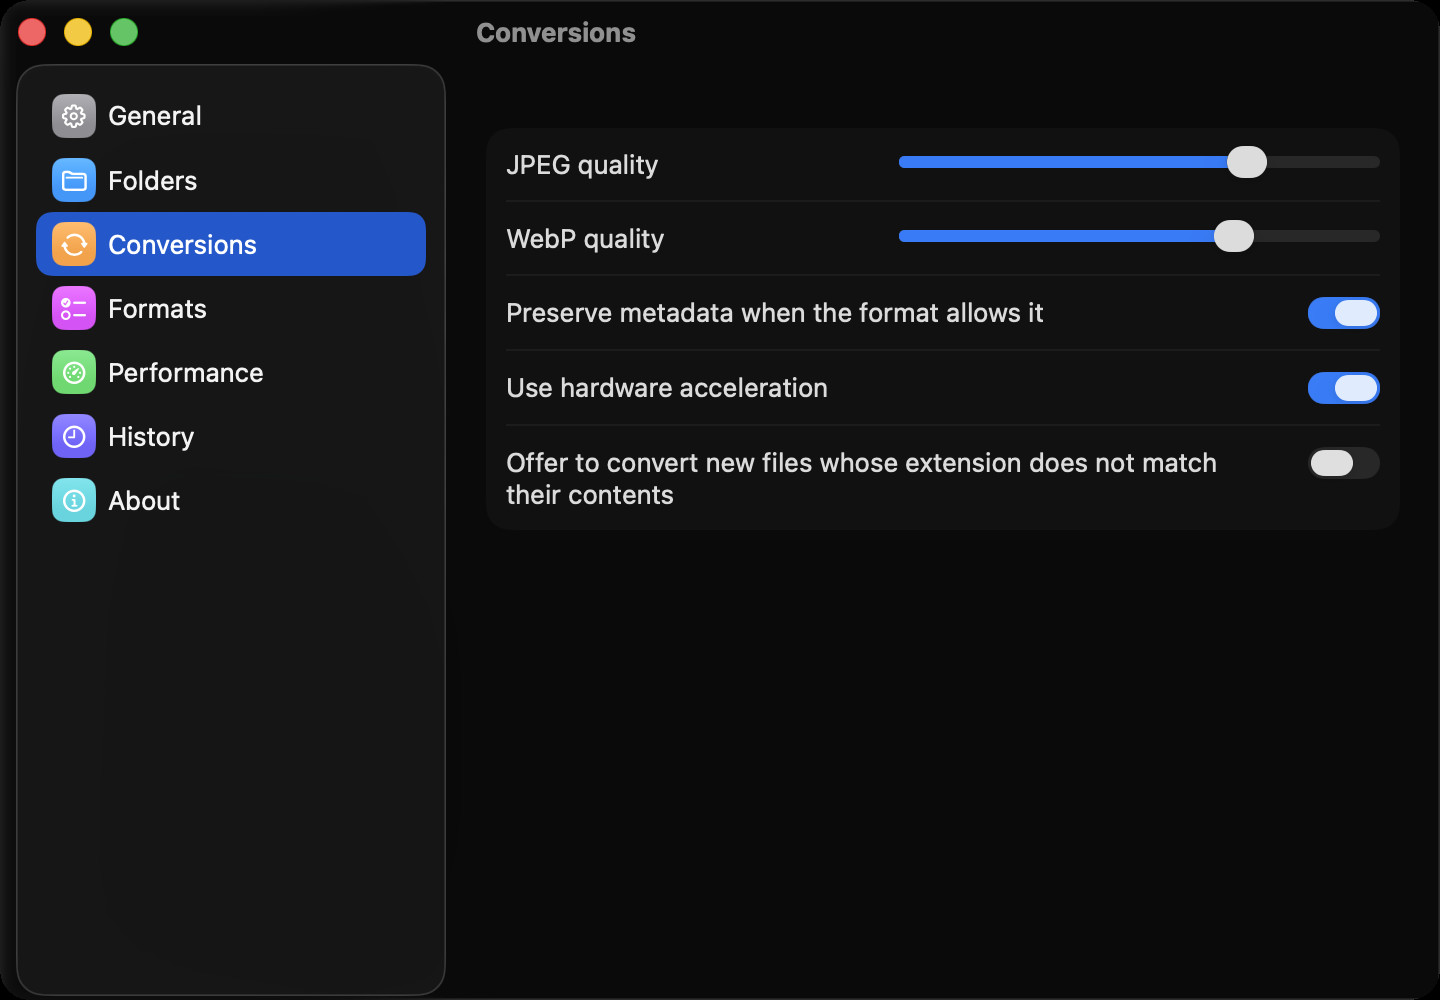 Conversions
General
Folders
Conversions
Formats
Performance
History
About
JPEG quality
WebP quality
Preserve metadata when the format allows it
Use hardware acceleration
Offer to convert new files whose extension does not match
their contents